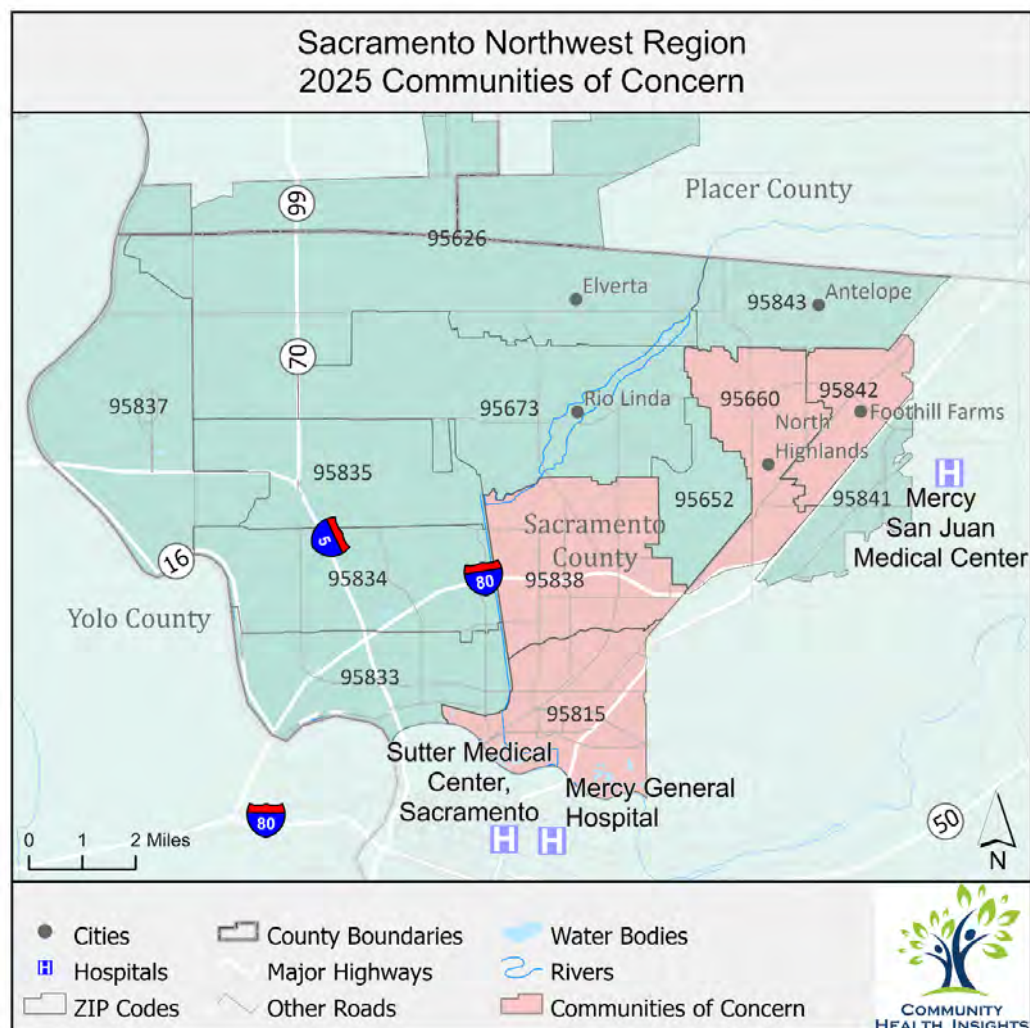 Sacramento Northwest Region
2025 Communities of Concern
Placer County
99
95626
Elverta
95843
Antelope
70
95837
95673
Rio Linda
95660
95842
Foothill Farms
North
Highlands
95835
95652
95841
Mercy
San Juan
Medical Center
H
Sacramento
County
5
16
95834
80
95838
Yolo County
95833
95815
Sutter Medical
Center,
Sacramento
Mercy General
Hospital
80
H
H
50
N
0 1 2 Miles
Cities
County Boundaries
Water Bodies
H Hospitals
Major Highways
Rivers
ZIP Codes
Other Roads
Communities of Concern
COMMUNITY
HEALTH INSIGHTS